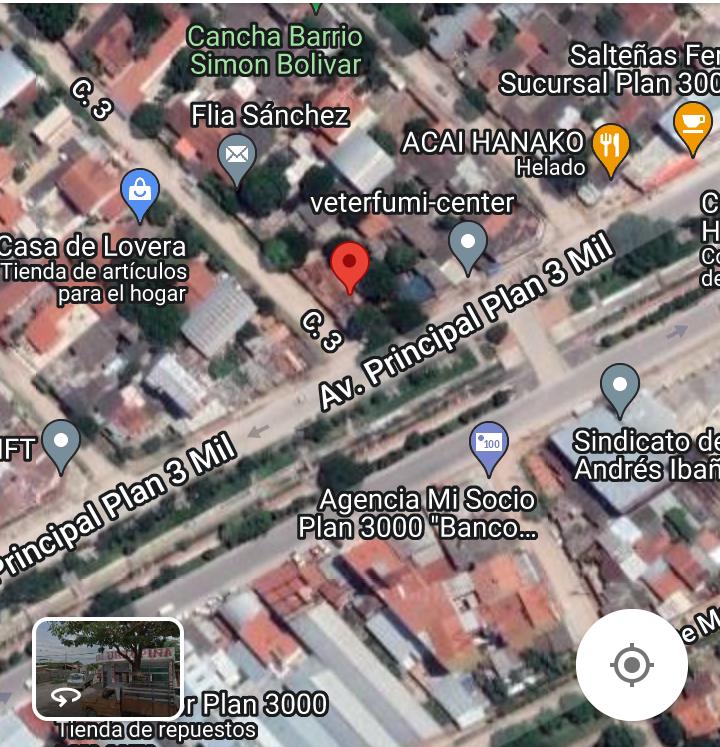 Cancha Barrio
Simon Bolivar
Salteñas Fer
Sucursal Plan 300
C. 3
Flia Sánchez
ACAI HANAKO
Helado
veterfumi-center
Casa de Lovera
Tienda de artículos
para el hogar
C
H
Co
de
C. 3
Av. Principal Plan 3 Mil
IFT
Sindicato de
Andrés Ibañ
100
Agencia Mi Socio
Plan 3000 "Banco...
Principal Plan 3 Mil
e M
r Plan 3000
Tienda de repuestos